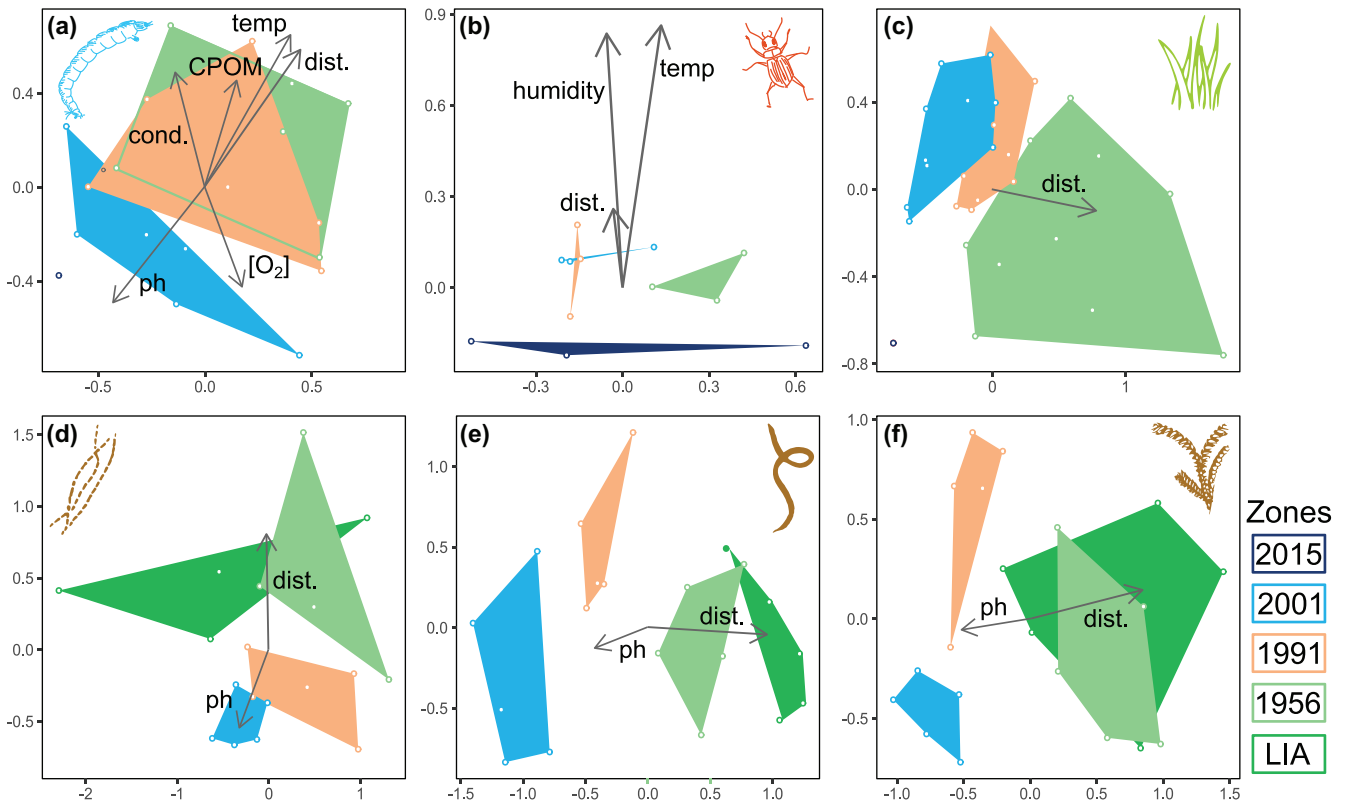 (a)
temp
dist.
CPOM
cond.
[O2]
ph
0.4
0.0
-0.4
-0.5
0.0
0.5
(b)
humidity
temp
dist.
0.9
0.6
0.3
0.0
-0.3
0.0
0.3
0.6
(c)
dist.
0.4
0.0
-0.4
-0.8
0
1
(d)
dist.
ph
1.5
1.0
0.5
0.0
-0.5
-2
-1
0
1
(e)
dist.
ph
1.0
0.5
0.0
-0.5
-1.5
-1.0
-0.5
0.0
0.5
1.0
(f)
ph
dist.
1.0
0.5
0.0
-0.5
-1.0
-0.5
0.0
0.5
1.0
1.5
Zones
2015
2001
1991
1956
LIA